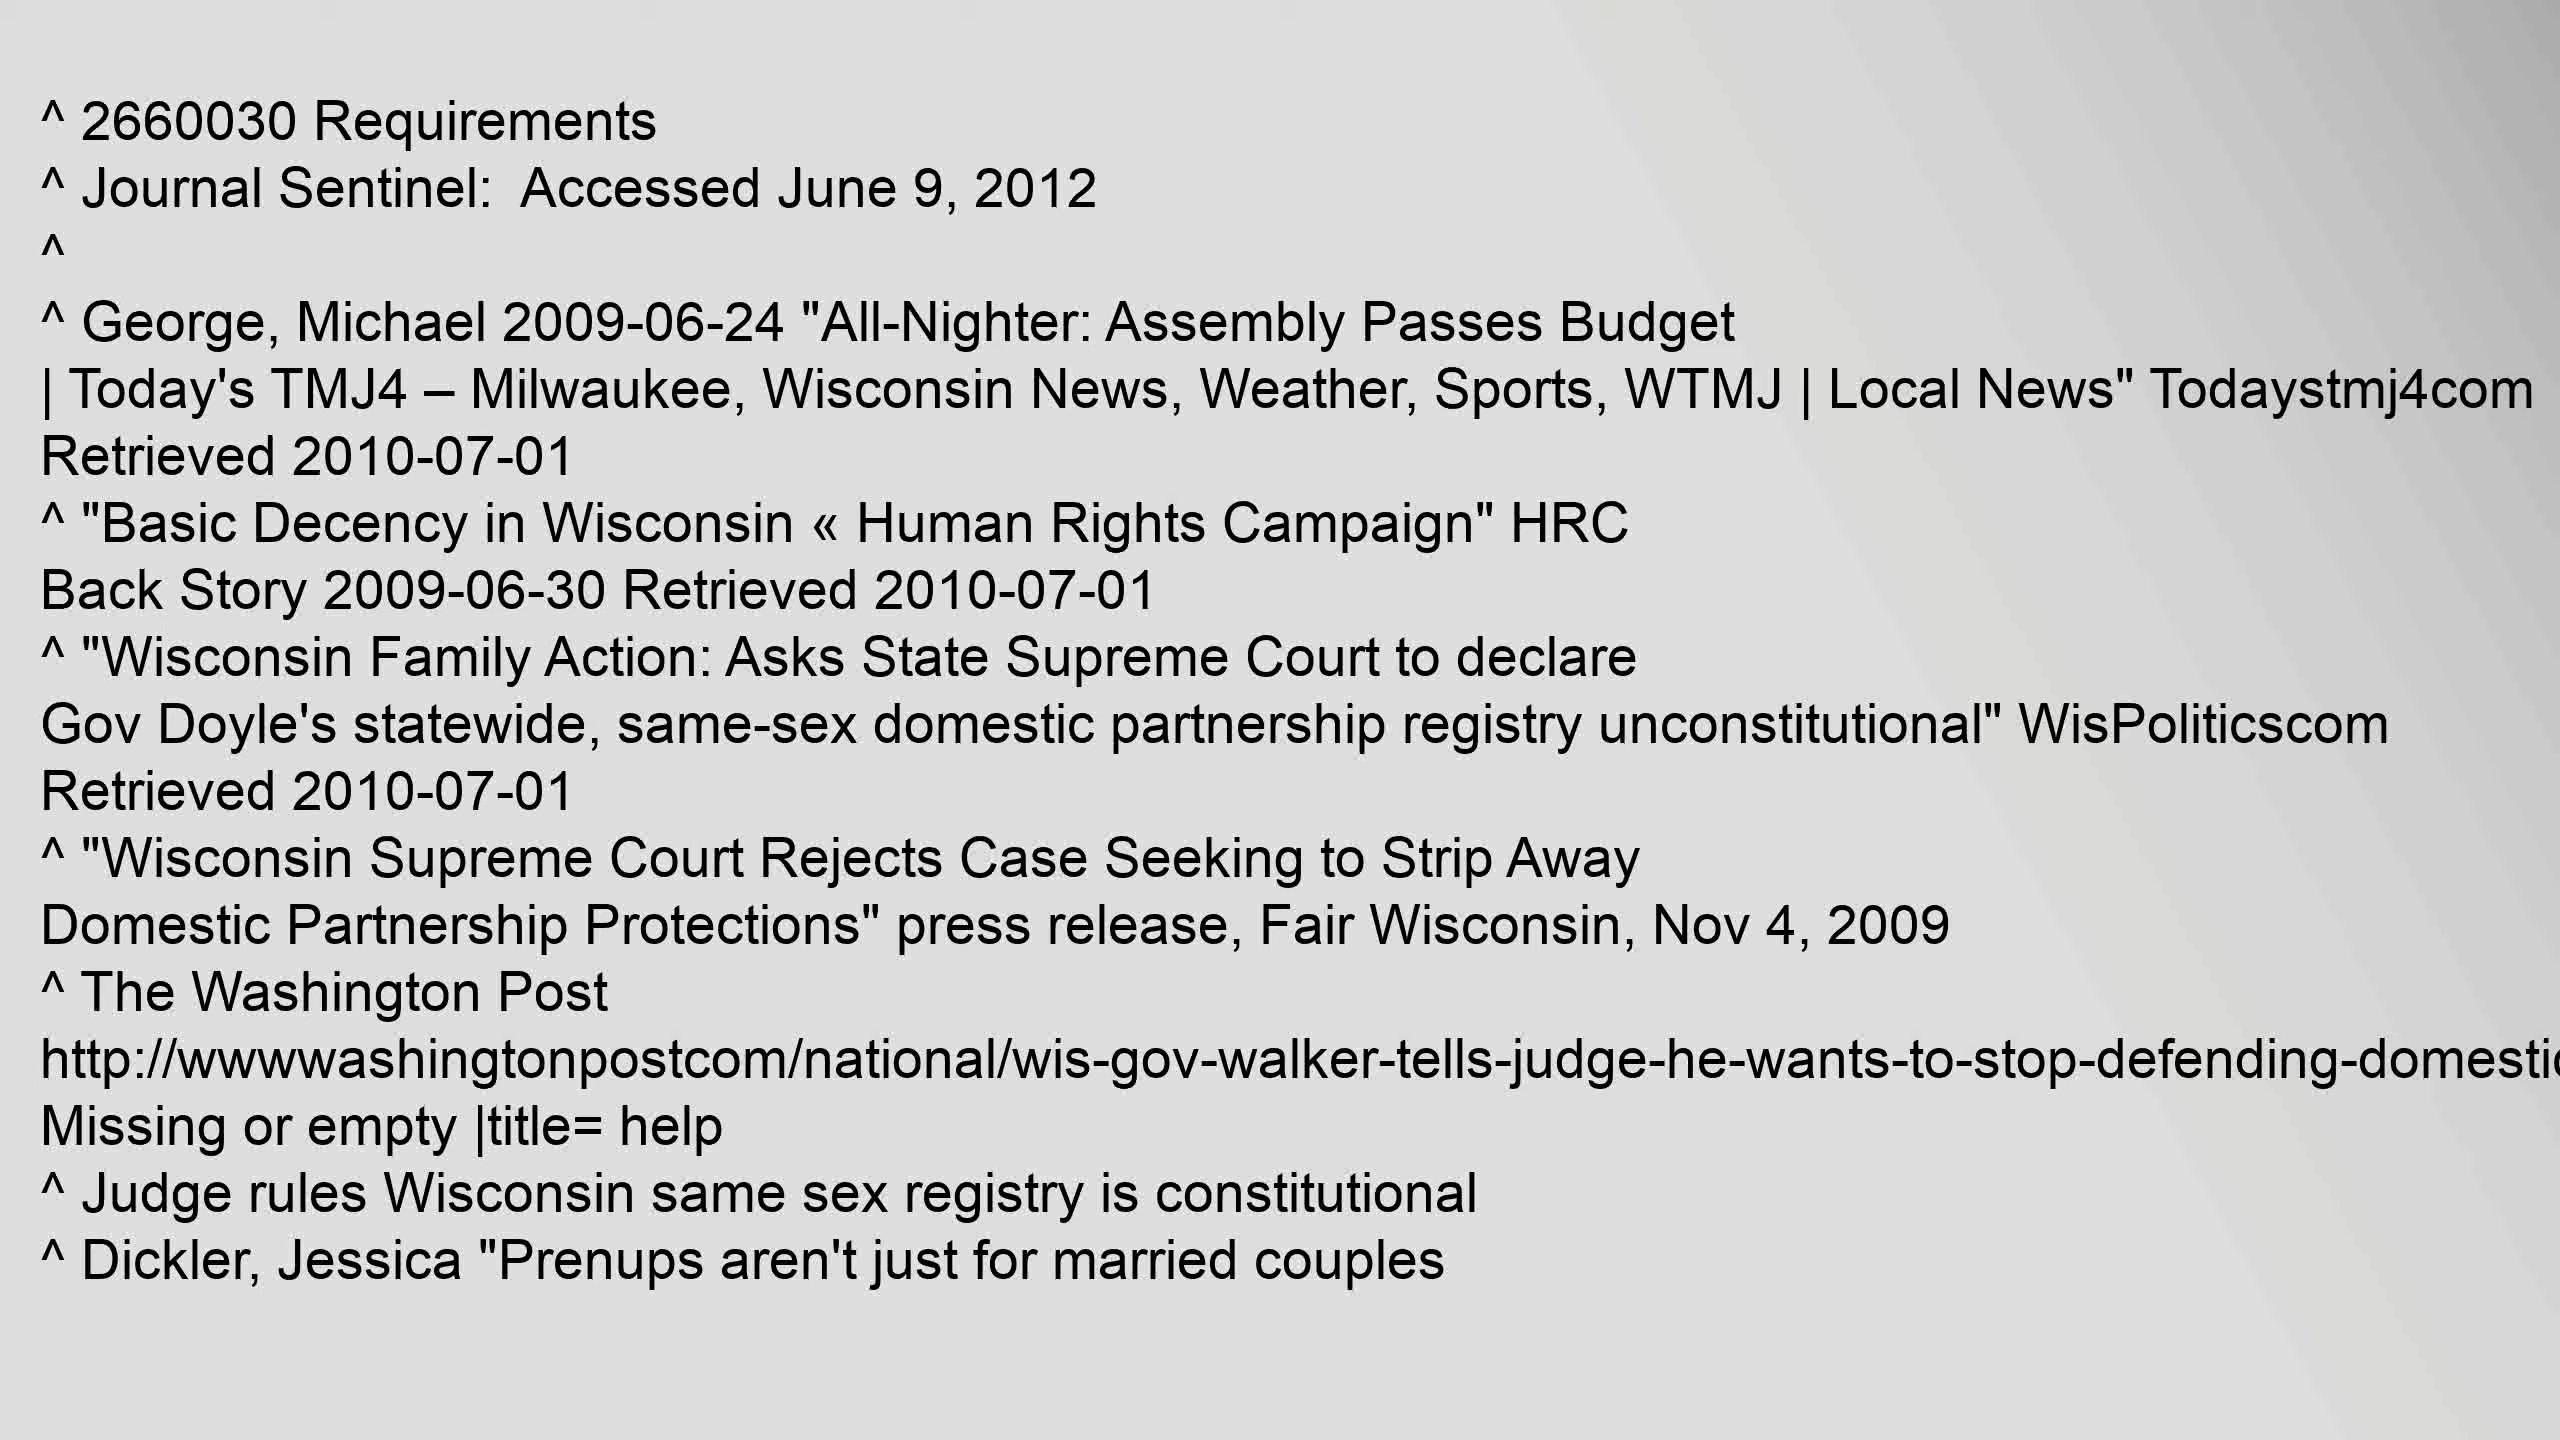 ^ 2660030 Requirements
^ Journal Sentinel:  Accessed June 9, 2012
^
^ George, Michael 2009-06-24 "All-Nighter: Assembly Passes Budget
| Today's TMJ4 – Milwaukee, Wisconsin News, Weather, Sports, WTMJ | Local News" Todaystmj4com
Retrieved 2010-07-01
^ "Basic Decency in Wisconsin « Human Rights Campaign" HRC
Back Story 2009-06-30 Retrieved 2010-07-01
^ "Wisconsin Family Action: Asks State Supreme Court to declare
Gov Doyle's statewide, same-sex domestic partnership registry unconstitutional" WisPoliticscom
Retrieved 2010-07-01
^ "Wisconsin Supreme Court Rejects Case Seeking to Strip Away
Domestic Partnership Protections" press release, Fair Wisconsin, Nov 4, 2009
^ The Washington Post
http://wwwwashingtonpostcom/national/wis-gov-walker-tells-judge-he-wants-to-stop-defending-domestic
Missing or empty |title= help
^ Judge rules Wisconsin same sex registry is constitutional
^ Dickler, Jessica "Prenups aren't just for married couples